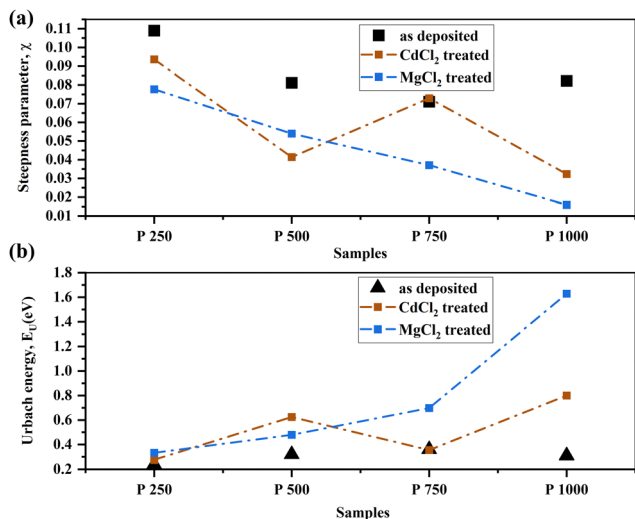 (a)
Steepness parameter, χ
0.11
0.10
0.09
0.08
0.07
0.06
0.05
0.04
0.03
0.02
0.01
as deposited
CdCl₂ treated
MgCl₂ treated
P 250 P 500 P 750 P 1000
Samples
(b)
Urbach energy, E_U(eV)
1.8
1.6
1.4
1.2
1.0
0.8
0.6
0.4
0.2
as deposited
CdCl₂ treated
MgCl₂ treated
P 250 P 500 P 750 P 1000
Samples